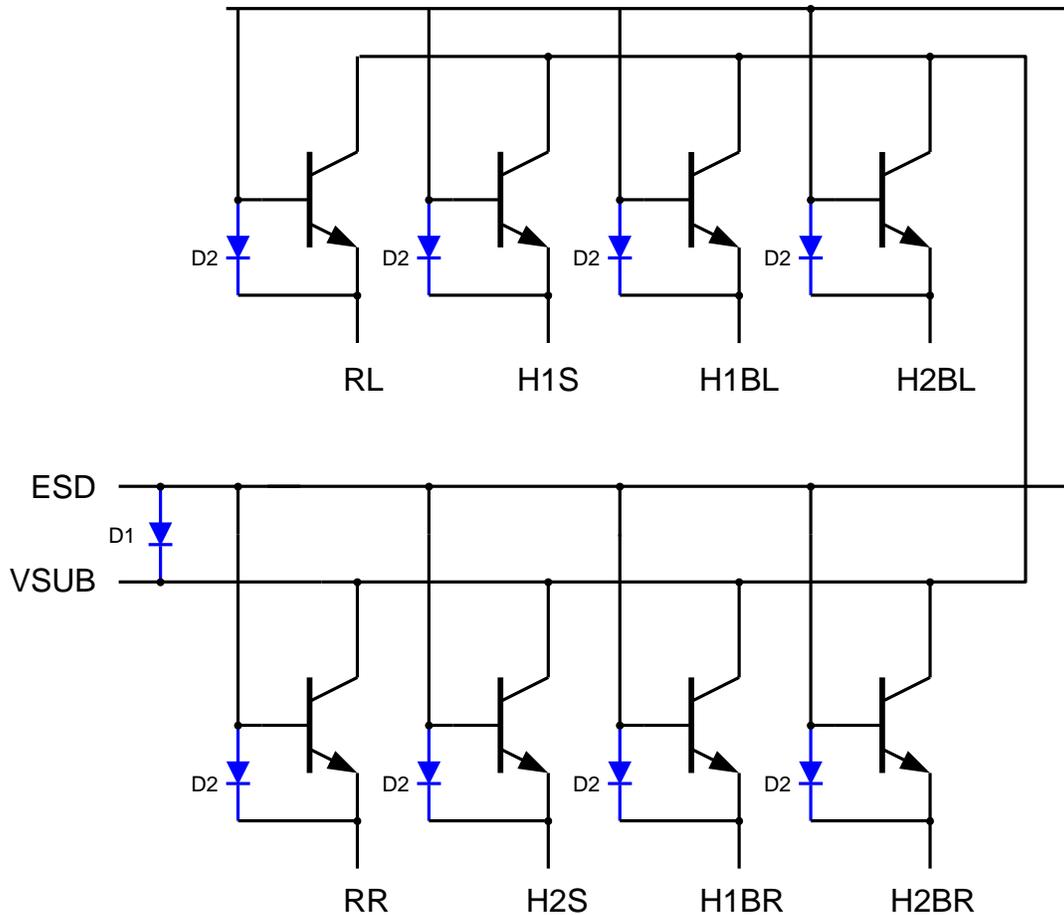 D2 D2 D2 D2
RL H1S H1BL H2BL
ESD
D1
VSUB
D2 D2 D2 D2
RR H2S H1BR H2BR